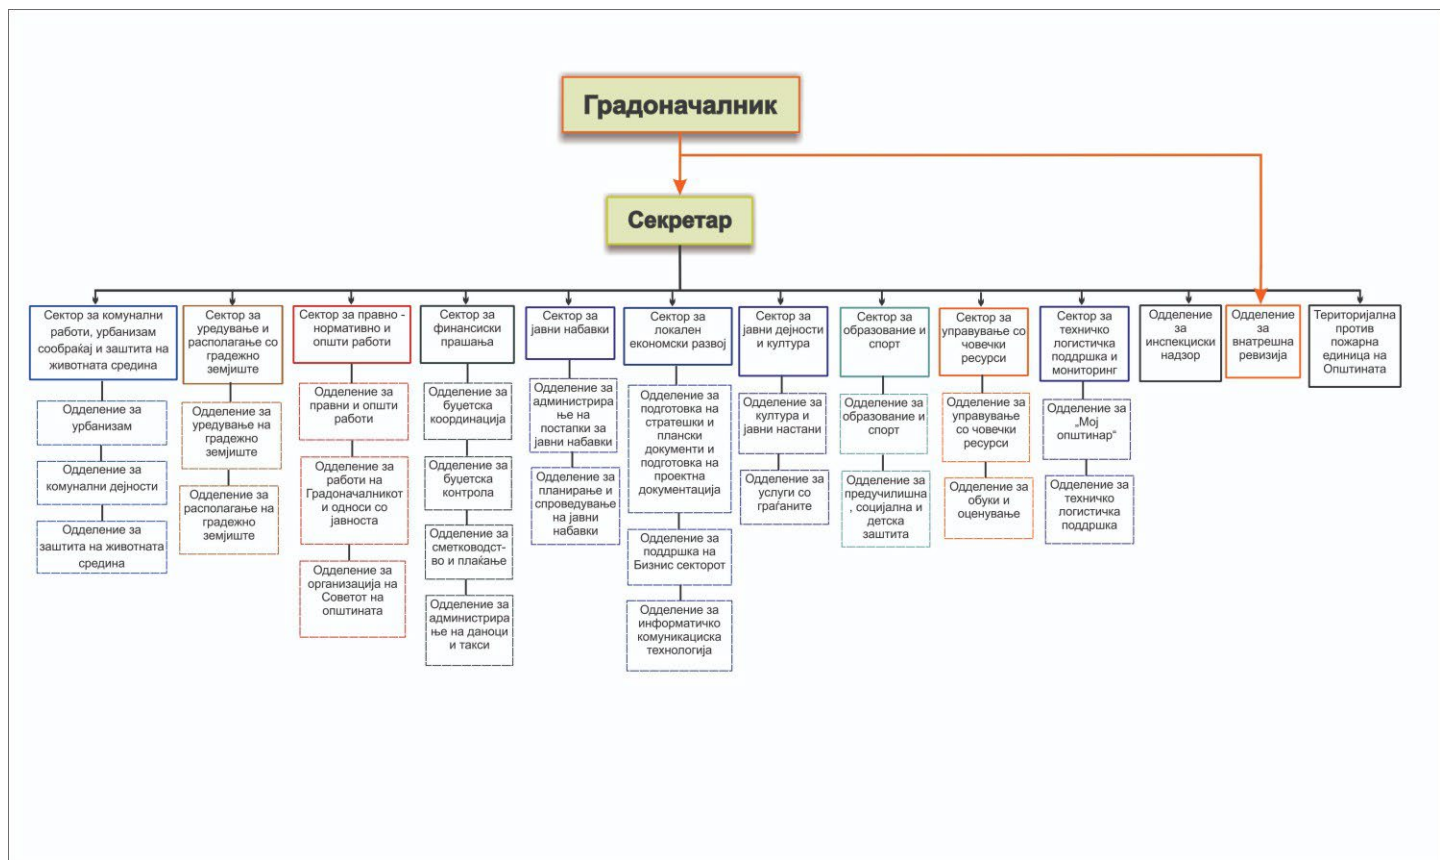 Градоначалник
Секретар
Сектор за комунални
работи, урбанизам
сообраќај и заштита на
животната средина
Одделение за
урбанизам
Одделение за
комунални дејности
Одделение за
заштита на животната
средина
Сектор за
уредување и
располагање со
градежно
земјиште
Одделение за
уредување на
градежно
земјиште
Одделение за
располагање на
градежно
земјиште
Сектор за правно -
нормативно и
општи работи
Одделение за
правни и општи
работи
Одделение за
работи на
Градоначалникот
и односи со
јавноста
Одделение за
организација на
Советот на
општината
Сектор за
финансиски
прашања
Одделение за
буџетска
координација
Одделение за
буџетска
контрола
Одделение за
сметководст-
во и плаќање
Одделение за
администрира
ње на даноци
и такси
Сектор за
јавни набавки
Одделение за
администрира
ње на
постапки за
јавни набавки
Одделение за
планирање и
спроведување
на јавни
набавки
Сектор за
локален
економски развој
Одделение за
подготовка на
стратешки и
плански
документи и
подготовка на
проектна
документација
Одделение за
поддршка на
Бизнис секторот
Одделение за
информатичко
комуникациска
технологија
Сектор за
јавни дејности
и култура
Одделение за
култура и
јавни настани
Одделение за
услуги со
граѓаните
Сектор за
образование и
спорт
Одделение за
образование и
спорт
Одделение за
предучилишна
, социјална и
детска
заштита
Сектор за
управување со
човечки
ресурси
Одделение за
управување
со човечки
ресурси
Одделение за
обуки и
оценување
Сектор за
техничко
логистичка
поддршка и
мониторинг
Одделение за
„Мој
општинар“
Одделение за
техничко
логистичка
поддршка
Одделение
за
инспекциски
надзор
Одделение
за
внатрешна
ревизија
Територијална
против
пожарна
единица на
Општината